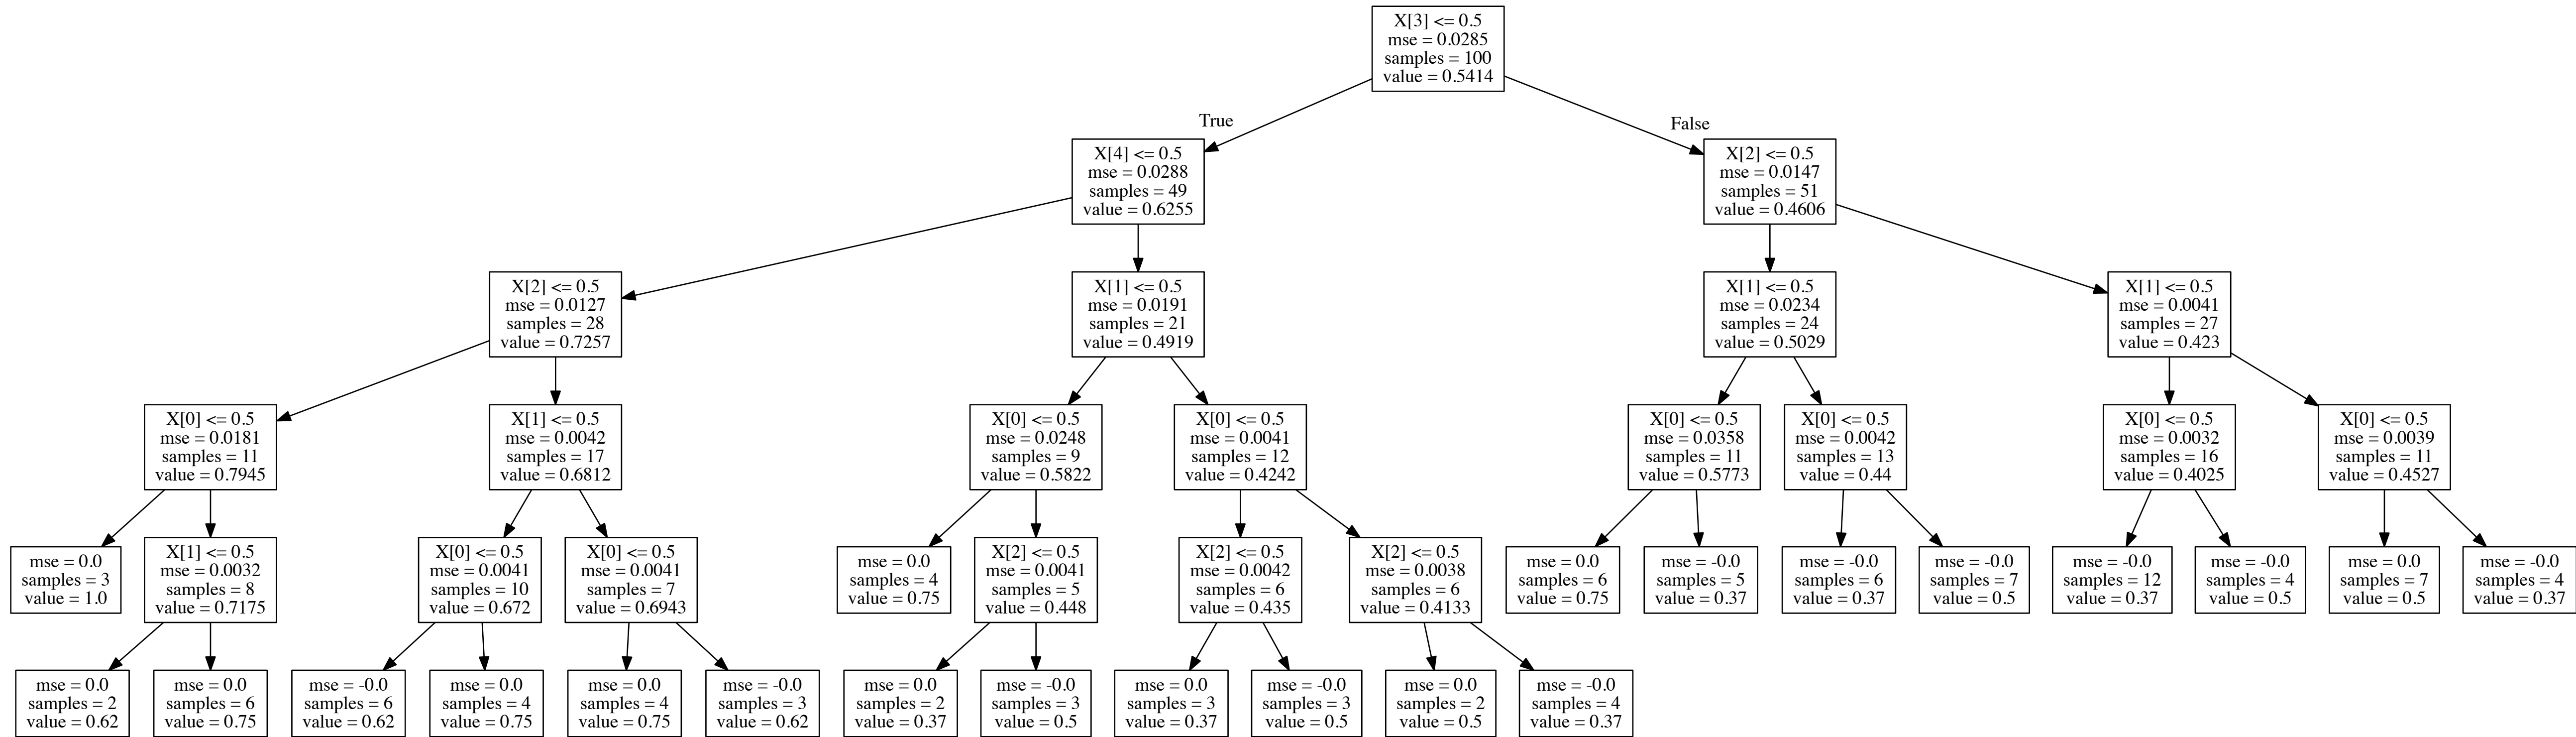 X[3] <= 0.5
mse = 0.0285
samples = 100
value = 0.5414
True
False
X[4] <= 0.5
mse = 0.0288
samples = 49
value = 0.6255
X[2] <= 0.5
mse = 0.0147
samples = 51
value = 0.4606
X[2] <= 0.5
mse = 0.0127
samples = 28
value = 0.7257
X[1] <= 0.5
mse = 0.0191
samples = 21
value = 0.4919
X[1] <= 0.5
mse = 0.0234
samples = 24
value = 0.5029
X[1] <= 0.5
mse = 0.0041
samples = 27
value = 0.423
X[0] <= 0.5
mse = 0.0181
samples = 11
value = 0.7945
X[1] <= 0.5
mse = 0.0042
samples = 17
value = 0.6812
X[0] <= 0.5
mse = 0.0248
samples = 9
value = 0.5822
X[0] <= 0.5
mse = 0.0041
samples = 12
value = 0.4242
X[0] <= 0.5
mse = 0.0358
samples = 11
value = 0.5773
X[0] <= 0.5
mse = 0.0042
samples = 13
value = 0.44
X[0] <= 0.5
mse = 0.0032
samples = 16
value = 0.4025
X[0] <= 0.5
mse = 0.0039
samples = 11
value = 0.4527
mse = 0.0
samples = 3
value = 1.0
X[1] <= 0.5
mse = 0.0032
samples = 8
value = 0.7175
X[0] <= 0.5
mse = 0.0041
samples = 10
value = 0.672
X[0] <= 0.5
mse = 0.0041
samples = 7
value = 0.6943
mse = 0.0
samples = 4
value = 0.75
X[2] <= 0.5
mse = 0.0041
samples = 5
value = 0.448
X[2] <= 0.5
mse = 0.0042
samples = 6
value = 0.435
X[2] <= 0.5
mse = 0.0038
samples = 6
value = 0.4133
mse = 0.0
samples = 6
value = 0.75
mse = -0.0
samples = 5
value = 0.37
mse = -0.0
samples = 6
value = 0.37
mse = -0.0
samples = 7
value = 0.5
mse = -0.0
samples = 12
value = 0.37
mse = -0.0
samples = 4
value = 0.5
mse = 0.0
samples = 7
value = 0.5
mse = -0.0
samples = 4
value = 0.37
mse = 0.0
samples = 2
value = 0.62
mse = 0.0
samples = 6
value = 0.75
mse = -0.0
samples = 6
value = 0.62
mse = 0.0
samples = 4
value = 0.75
mse = 0.0
samples = 4
value = 0.75
mse = -0.0
samples = 3
value = 0.62
mse = 0.0
samples = 2
value = 0.37
mse = -0.0
samples = 3
value = 0.5
mse = 0.0
samples = 3
value = 0.37
mse = -0.0
samples = 3
value = 0.5
mse = 0.0
samples = 2
value = 0.5
mse = -0.0
samples = 4
value = 0.37